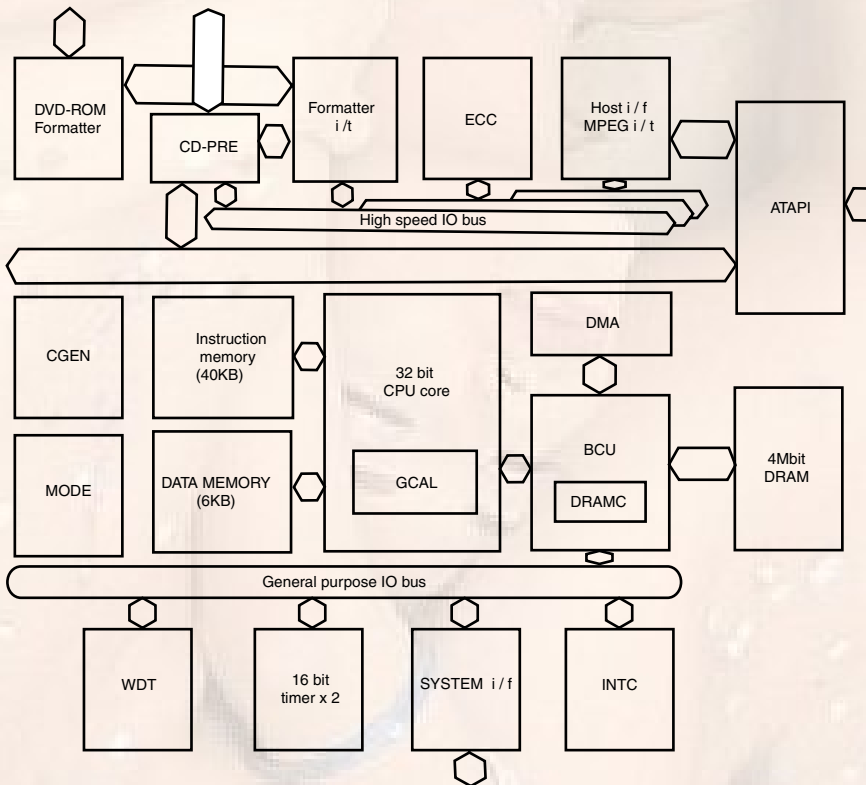 DVD-ROM
Formatter
CD-PRE
Formatter
i /t
ECC
Host i / f
MPEG i / t
ATAPI
High speed IO bus
CGEN
Instruction
memory
(40KB)
32 bit
CPU core
DMA
MODE
DATA MEMORY
(6KB)
GCAL
BCU
DRAMC
4Mbit
DRAM
General purpose IO bus
WDT
16 bit
timer x 2
SYSTEM i / f
INTC